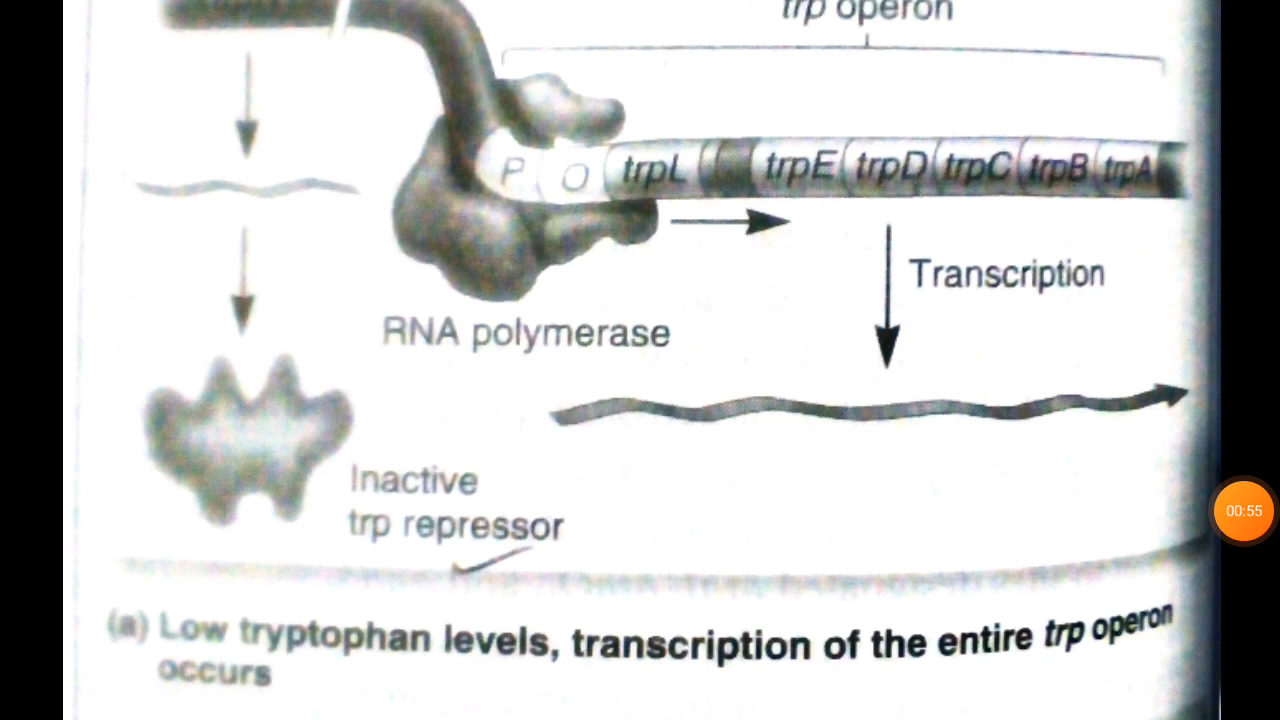 trp operon
P O trpL trpE trpD trpC trpB trpA
Transcription
RNA polymerase
Inactive
trp repressor
00:55
(a) Low tryptophan levels, transcription of the entire trp operon
occurs